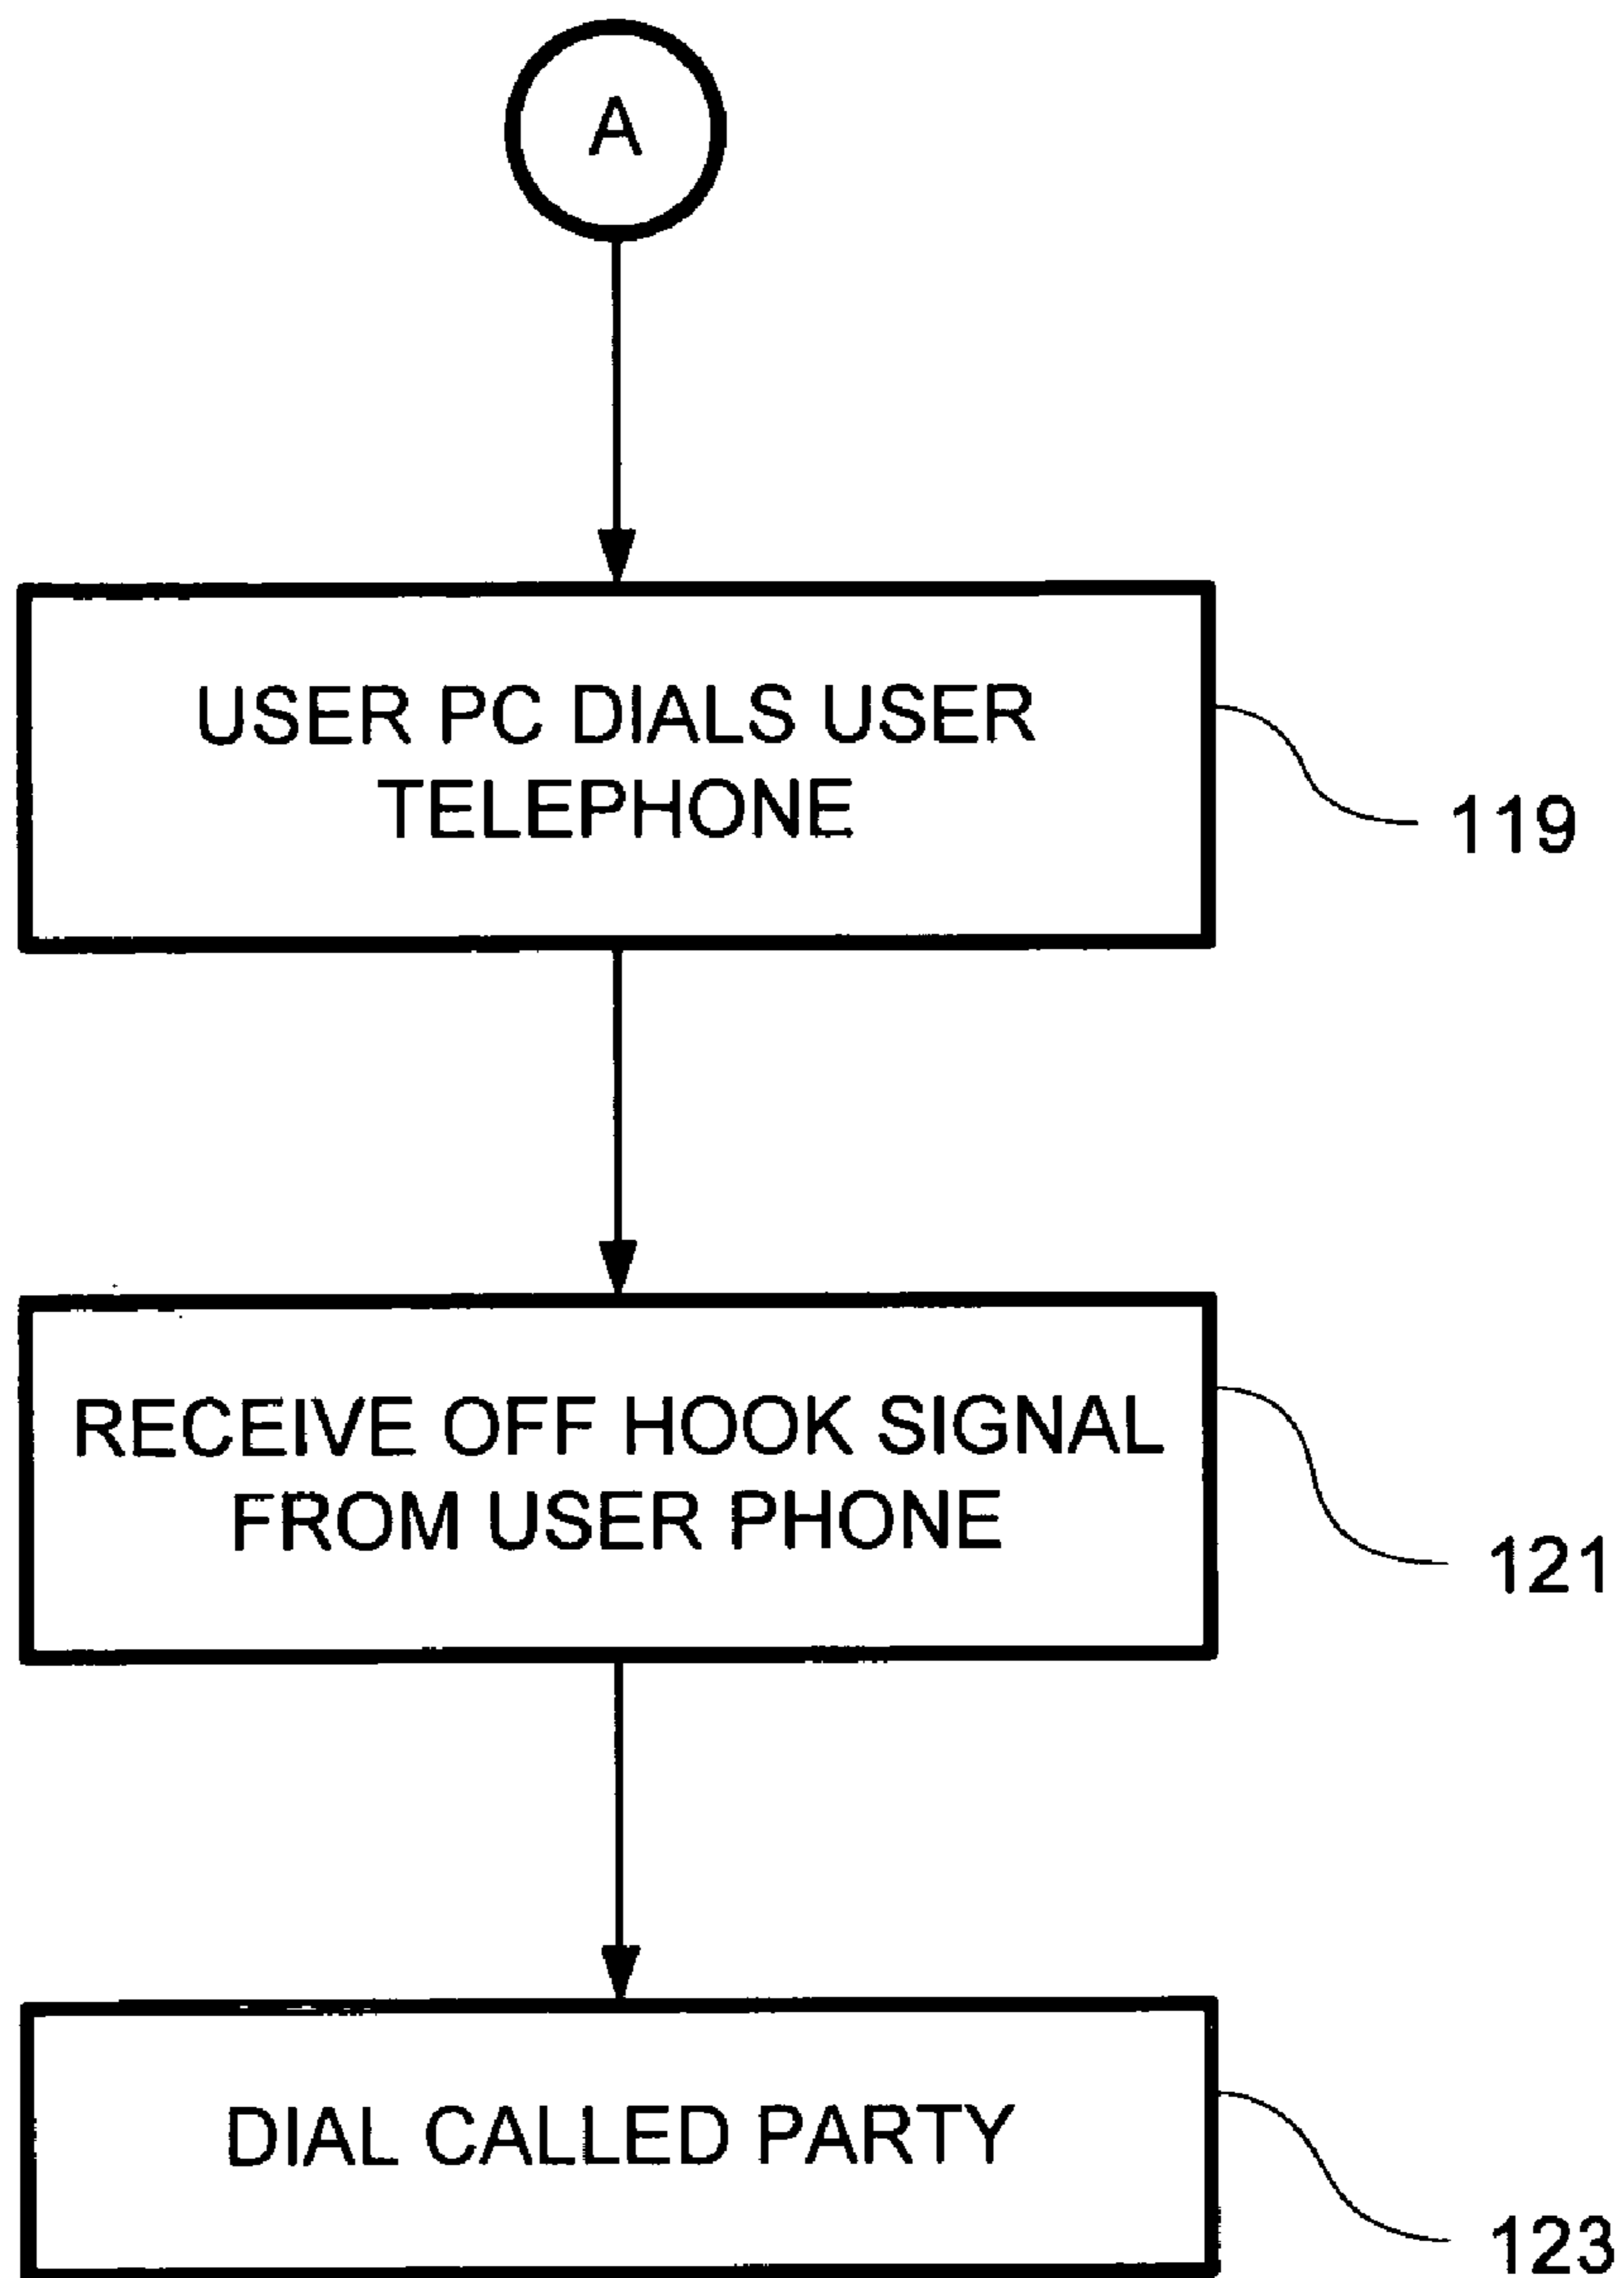 A
USER PC DIALS USER
TELEPHONE
119
RECEIVE OFF HOOK SIGNAL
FROM USER PHONE
121
DIAL CALLED PARTY
123